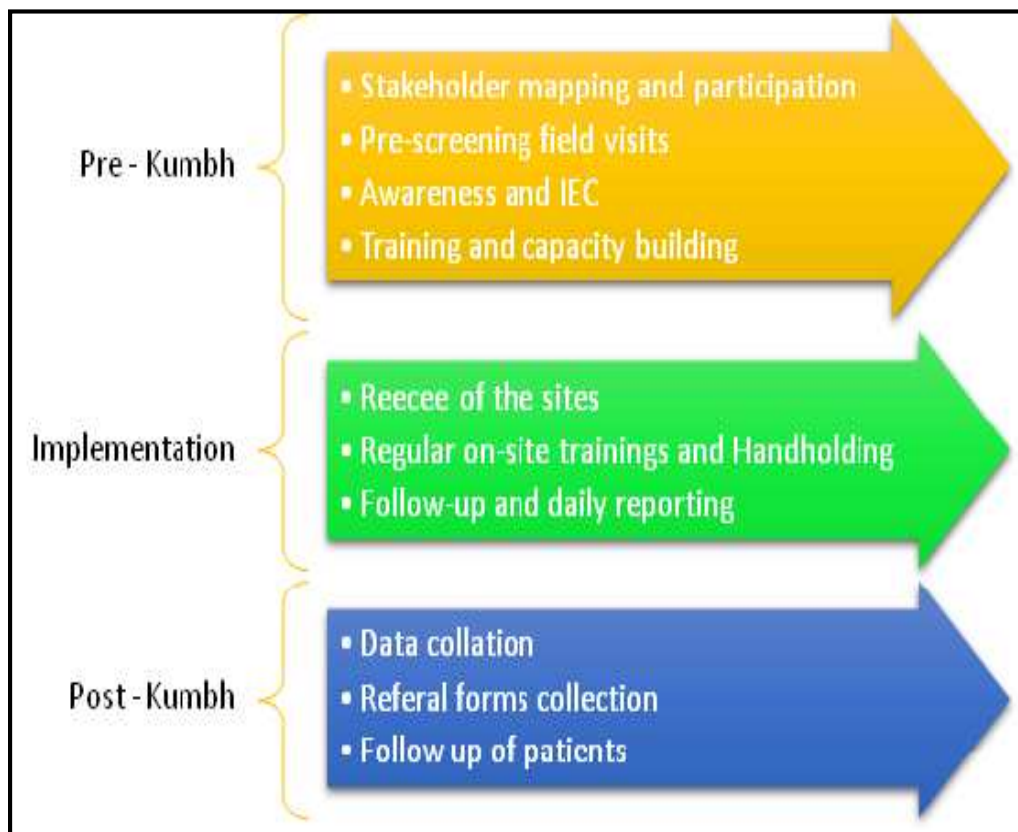 Pre - Kumbh
• Stakeholder mapping and participation
• Pre-screening field visits
• Awareness and IEC
• Training and capacity building
Implementation
• Reecee of the sites
• Regular on-site trainings and Handholding
• Follow-up and daily reporting
Post - Kumbh
• Data collation
• Referal forms collection
• Follow up of patients